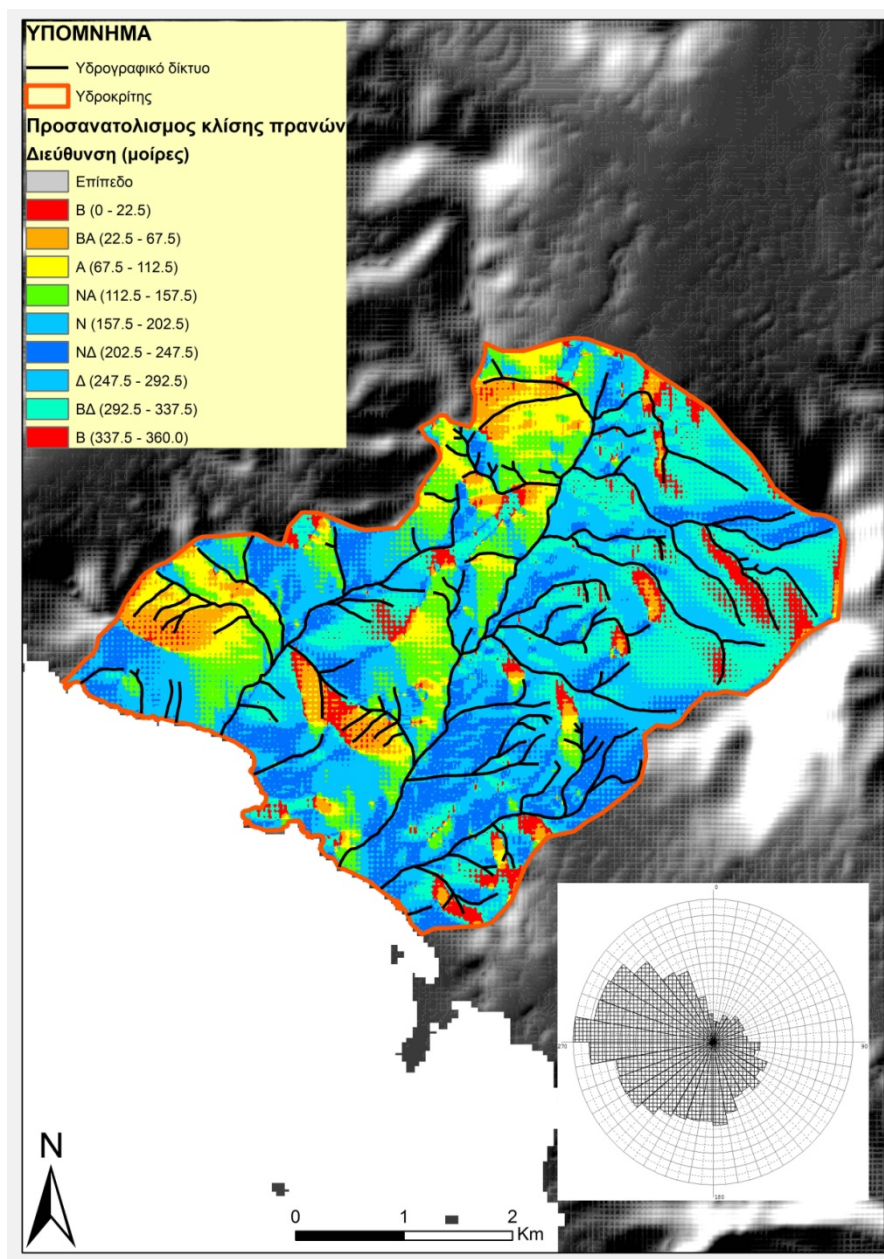 ΥΠΟΜΝΗΜΑ
Υδρογραφικό δίκτυο
Υδροκρίτης
Προσανατολισμος κλίσης πρανών
Διεύθυνση (μοίρες)
Επίπεδο
Β (0 - 22.5)
ΒΑ (22.5 - 67.5)
Α (67.5 - 112.5)
ΝΑ (112.5 - 157.5)
Ν (157.5 - 202.5)
ΝΔ (202.5 - 247.5)
Δ (247.5 - 292.5)
ΒΔ (292.5 - 337.5)
Β (337.5 - 360.0)
0
270
90
180
N
0 1 2
Km